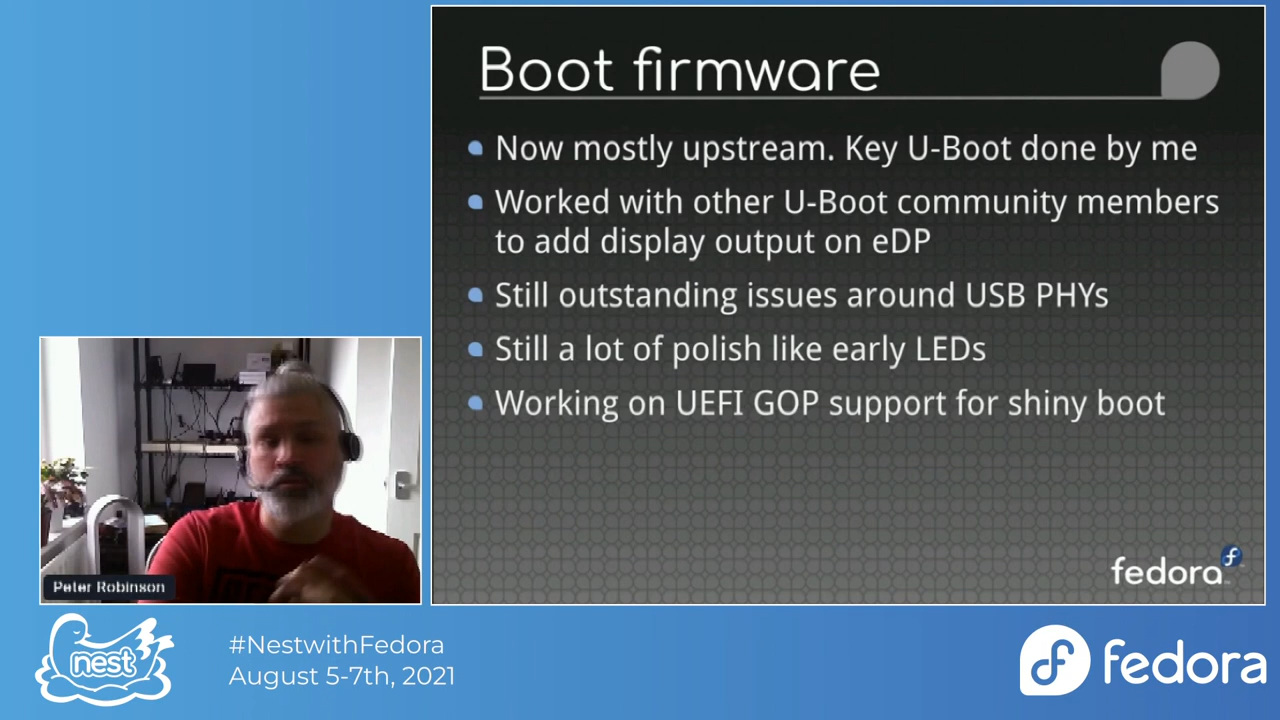 Boot firmware
Now mostly upstream. Key U-Boot done by me
Worked with other U-Boot community members
to add display output on eDP
Still outstanding issues around USB PHYs
Still a lot of polish like early LEDs
Working on UEFI GOP support for shiny boot
fedora
Peter Robinson
nest
#NestwithFedora
August 5-7th, 2021
fedora